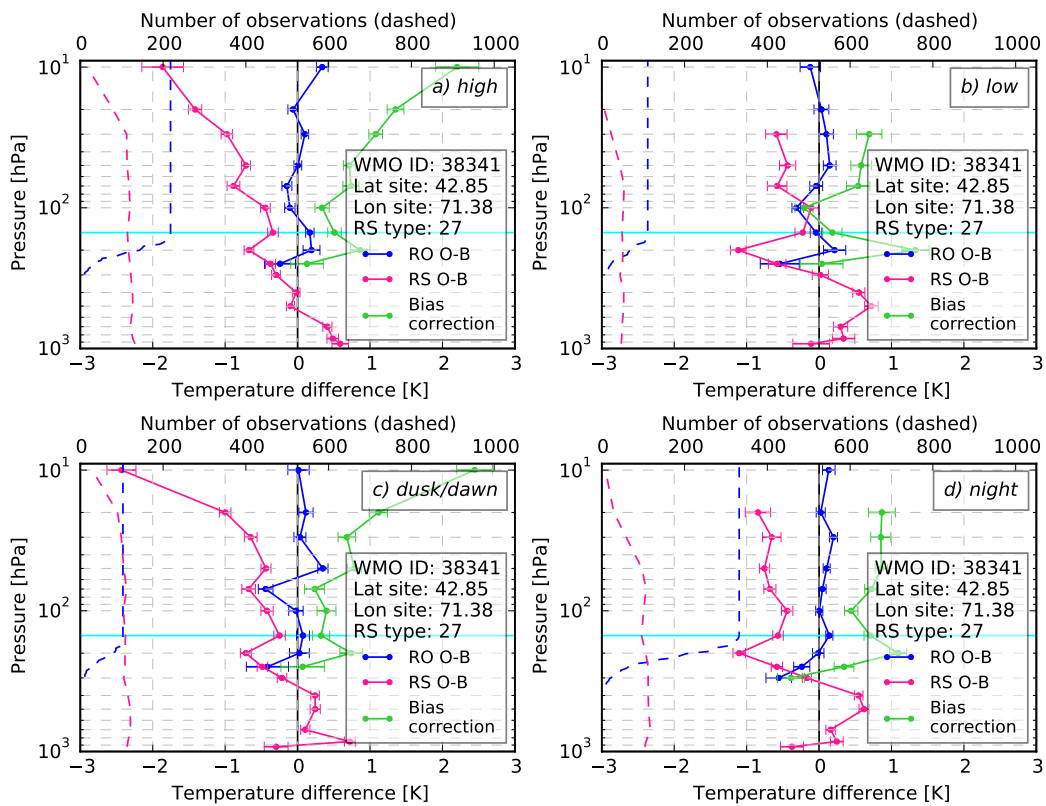 Number of observations (dashed)
0 200 400 600 800 1000
10¹
a) high
Pressure [hPa]
WMO ID: 38341
Lat site: 42.85
10²
Lon site: 71.38
RS type: 27
RO O-B
RS O-B
Bias
correction
10³
−3 −2 −1 0 1 2 3
Temperature difference [K]
Number of observations (dashed)
0 200 400 600 800 1000
10¹
b) low
Pressure [hPa]
WMO ID: 38341
Lat site: 42.85
10²
Lon site: 71.38
RS type: 27
RO O-B
RS O-B
Bias
correction
10³
−3 −2 −1 0 1 2 3
Temperature difference [K]
Number of observations (dashed)
0 200 400 600 800 1000
10¹
c) dusk/dawn
Pressure [hPa]
WMO ID: 38341
Lat site: 42.85
10²
Lon site: 71.38
RS type: 27
RO O-B
RS O-B
Bias
correction
10³
−3 −2 −1 0 1 2 3
Temperature difference [K]
Number of observations (dashed)
0 200 400 600 800 1000
10¹
d) night
Pressure [hPa]
WMO ID: 38341
Lat site: 42.85
10²
Lon site: 71.38
RS type: 27
RO O-B
RS O-B
Bias
correction
10³
−3 −2 −1 0 1 2 3
Temperature difference [K]